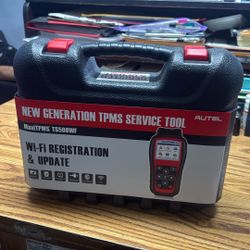 NEW GENERATION TPMS SERVICE TOOL
AUTEL
MaxiTPMS TS508WF
WI-FI REGISTRATION
& UPDATE